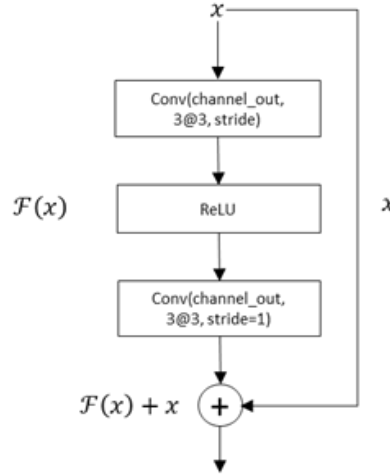 x
Conv(channel_out,
3@3, stride)
F(x)
ReLU
x
Conv(channel_out,
3@3, stride=1)
F(x) + x
+